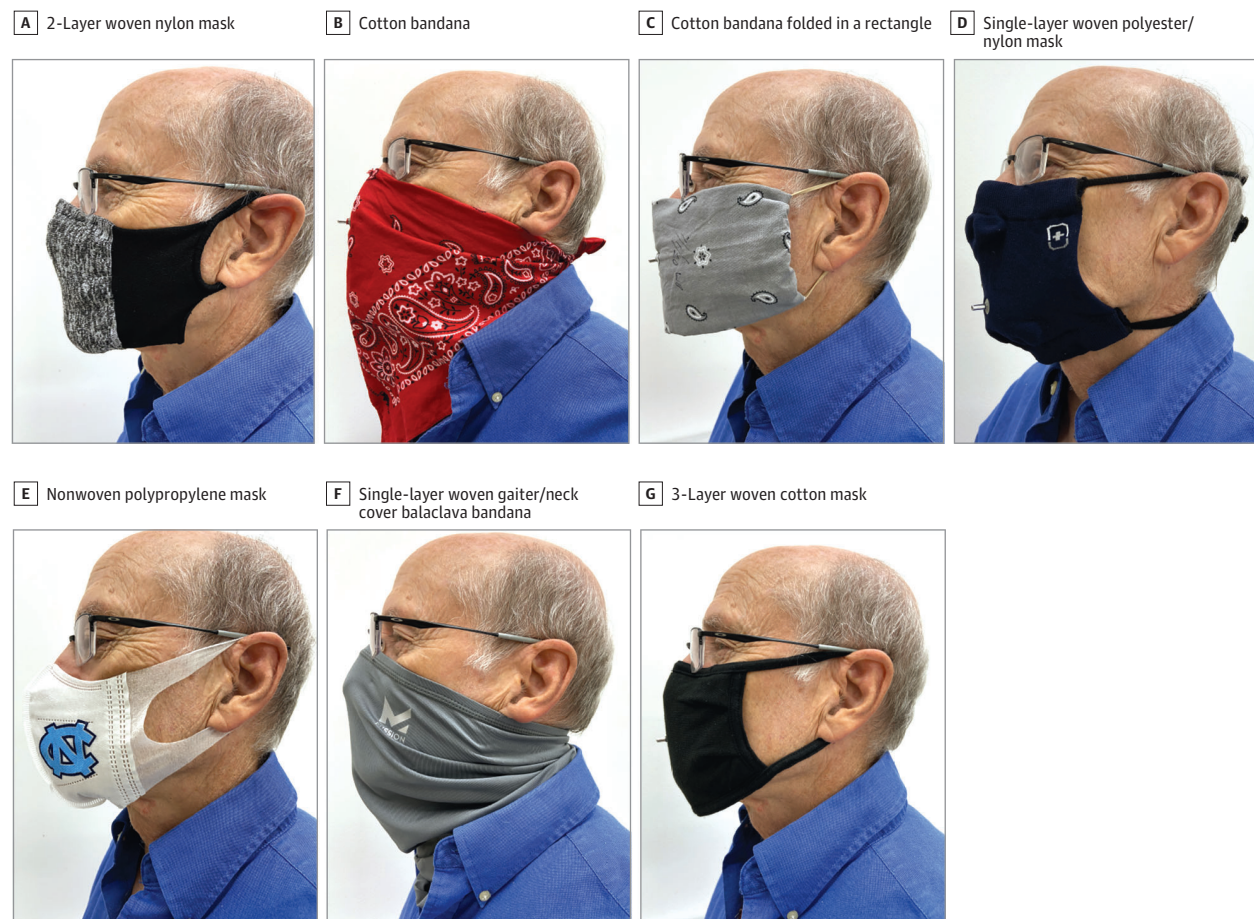 A 2-Layer woven nylon mask
B Cotton bandana
C Cotton bandana folded in a rectangle
D Single-layer woven polyester/
nylon mask
E Nonwoven polypropylene mask
F Single-layer woven gaiter/neck
cover balaclava bandana
G 3-Layer woven cotton mask
NC
M